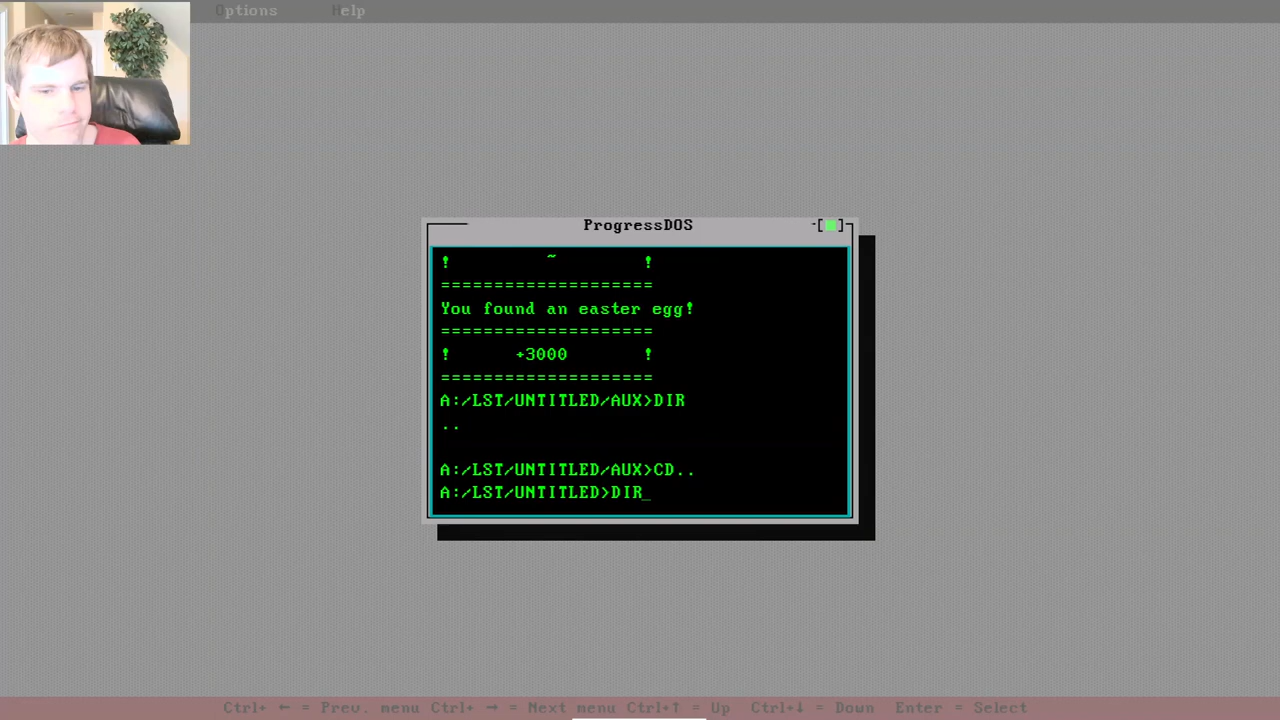 Options Help
ProgressDOS
-[■]
! ~ !
====================
You found an easter egg!
====================
! +3000 !
====================
A:/LST/UNTITLED/AUX>DIR
..
A:/LST/UNTITLED/AUX>CD..
A:/LST/UNTITLED>DIR_
Ctrl+ ← = Prev. menu Ctrl+ → = Next menu Ctrl+↑ = Up Ctrl+↓ = Down Enter = Select